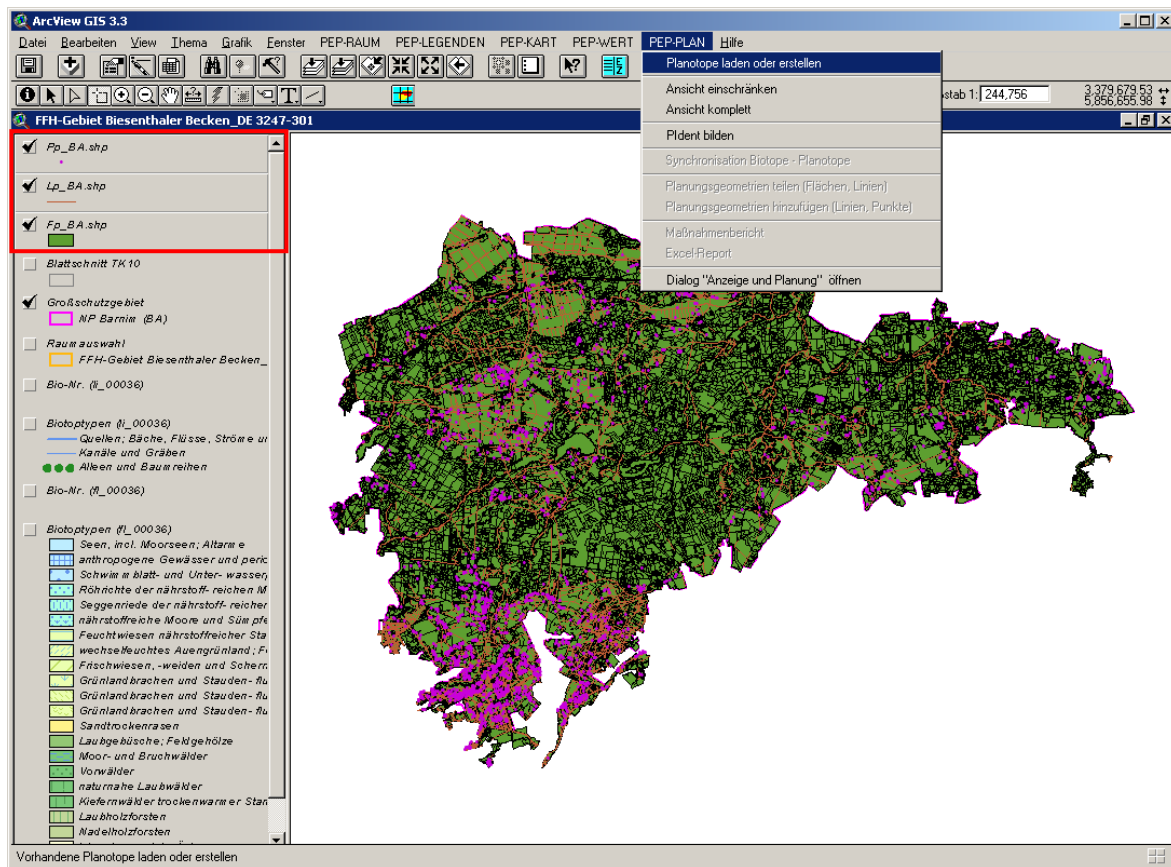 ArcView GIS 3.3
Datei Bearbeiten View Thema Grafik Fenster PEP-RAUM PEP-LEGENDEN PEP-KART PEP-WERT PEP-PLAN Hilfe
Planotope laden oder erstellen
Ansicht einschränken
Ansicht komplett
PIdent bilden
Synchronisation Biotope - Planotope
Planungsgeometrien teilen (Flächen, Linien)
Planungsgeometrien hinzufügen (Linien, Punkte)
Maßnahmenbericht
Excel-Report
Dialog "Anzeige und Planung" öffnen
stab 1: 244,756
3,379,679.53
5,856,655.98
FFH-Gebiet Biesenthaler Becken_DE 3247-301
Pp_BA.shp
Lp_BA.shp
Fp_BA.shp
Blattschnitt TK10
Großschutzgebiet
NP Barnim (BA)
Raumauswahl
FFH-Gebiet Biesenthaler Becken_
Bio-Nr. (li_00036)
Biotoptypen (li_00036)
Quellen; Bäche, Flüsse, Ströme ur
Kanäle und Gräben
Alleen und Baumreihen
Bio-Nr. (fl_00036)
Biotoptypen (fl_00036)
Seen, incl. Moorseen; Altarme
anthropogene Gewässer und peric
Schwimmblatt- und Unter- wasser,
Röhrichte der nährstoff- reichen M
Seggenriede der nährstoff- reicher
nährstoffreiche Moore und Sümpfe
Feuchtwiesen nährstoffreicher Sta
wechselfeuchtes Auengrünland; F
Frischwiesen, -weiden und Scherr
Grünlandbrachen und Stauden- flu
Grünlandbrachen und Stauden- flu
Grünlandbrachen und Stauden- flu
Sandtrockenrasen
Laubgebüsche; Feldgehölze
Moor- und Bruchwälder
Vorwälder
naturnahe Laubwälder
Kiefernwälder trockenwarmer Star
Laubholzforsten
Nadelholzforsten
Vorhandene Planotope laden oder erstellen